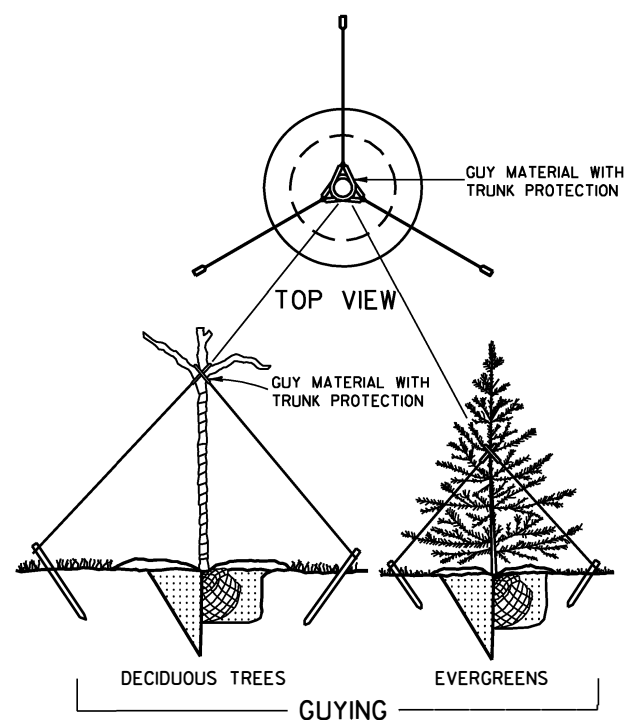 GUY MATERIAL WITH
TRUNK PROTECTION
TOP VIEW
GUY MATERIAL WITH
TRUNK PROTECTION
DECIDUOUS TREES
EVERGREENS
GUYING